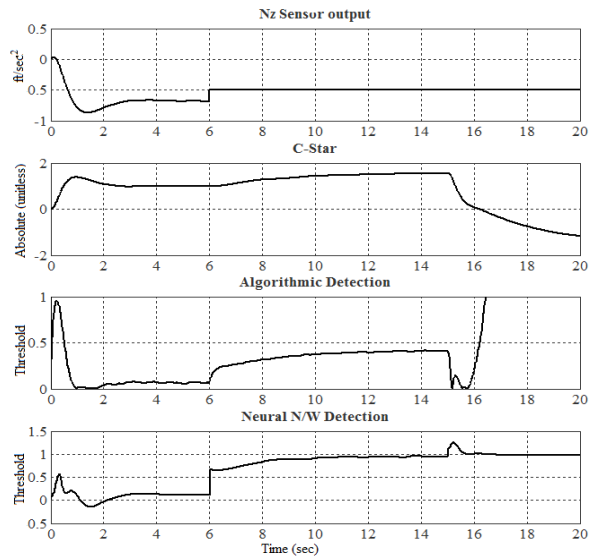 Nz Sensor output
0.5
0
0.5
-1
ft/sec²
0 2 4 6 8 10 12 14 16 18 20
C-Star
2
0
-2
Absolute (unitless)
0 2 4 6 8 10 12 14 16 18 20
Algorithmic Detection
1
0.5
0
Threshold
0 2 4 6 8 10 12 14 16 18 20
Neural N/W Detection
1.5
1
0.5
0
0.5
Threshold
0 2 4 6 8 10 12 14 16 18 20
Time (sec)